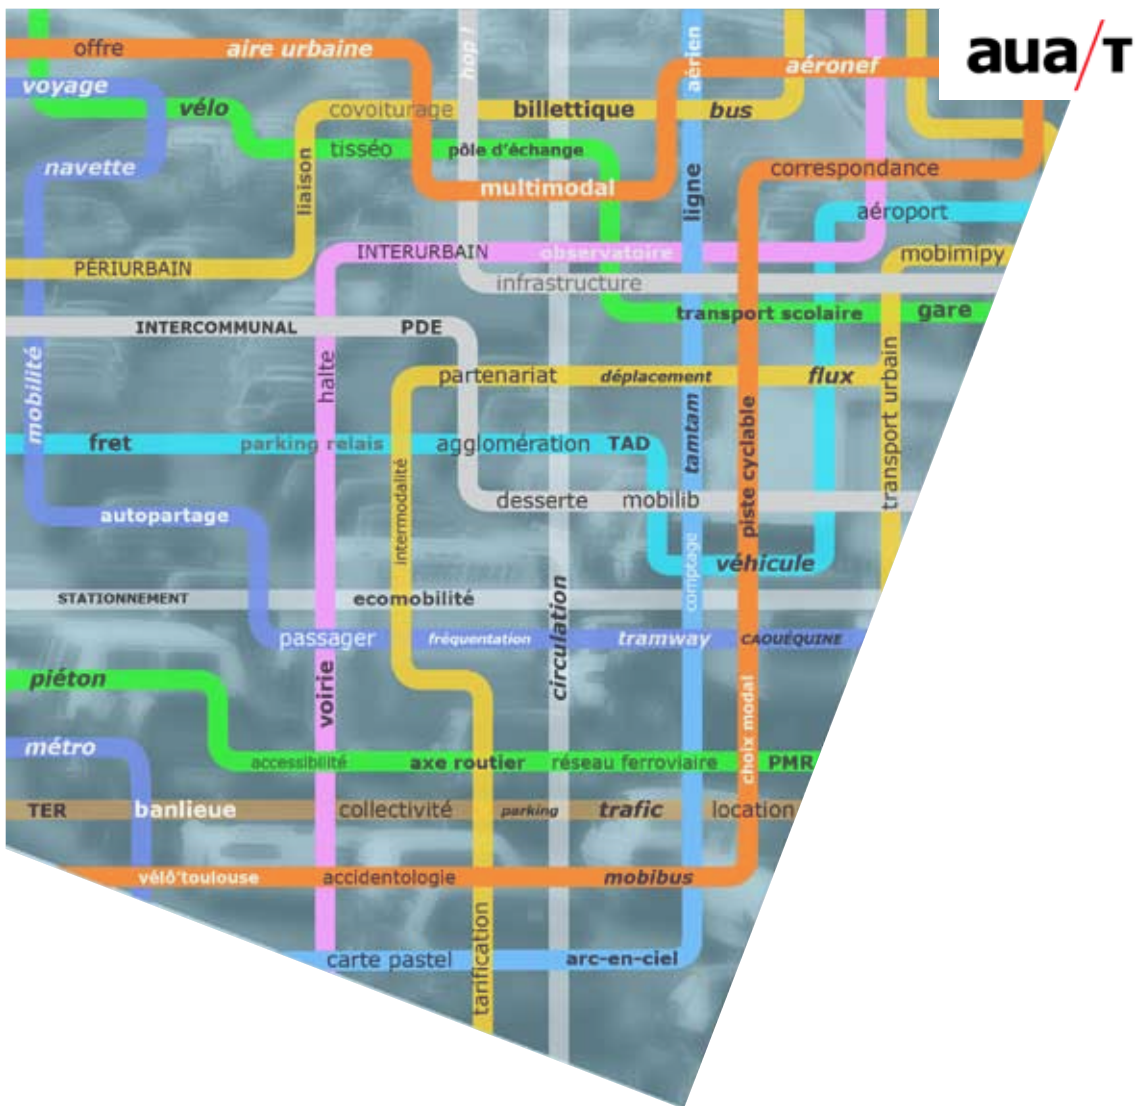 aua/T
offre
aire urbaine
hop !
aérien
aéronef
voyage
vélo
covoiturage
billettique
bus
tisséo
pôle d'échange
navette
liaison
multimodal
ligne
correspondance
aéroport
PÉRIURBAIN
INTERURBAIN
observatoire
mobimipy
infrastructure
transport scolaire
gare
INTERCOMMUNAL
PDE
mobilité
halte
partenariat
déplacement
flux
transport urbain
fret
parking relais
agglomération
TAD
tamtam
piste cyclable
intermodalité
desserte
mobilib
autopartage
comptage
véhicule
STATIONNEMENT
ecomobilité
circulation
passager
fréquentation
tramway
CAOUÉQUINE
piéton
voirie
choix modal
métro
accessibilité
axe routier
réseau ferroviaire
PMR
TER
banlieue
collectivité
parking
trafic
location
vélô'toulouse
accidentologie
mobibus
tarification
carte pastel
arc-en-ciel